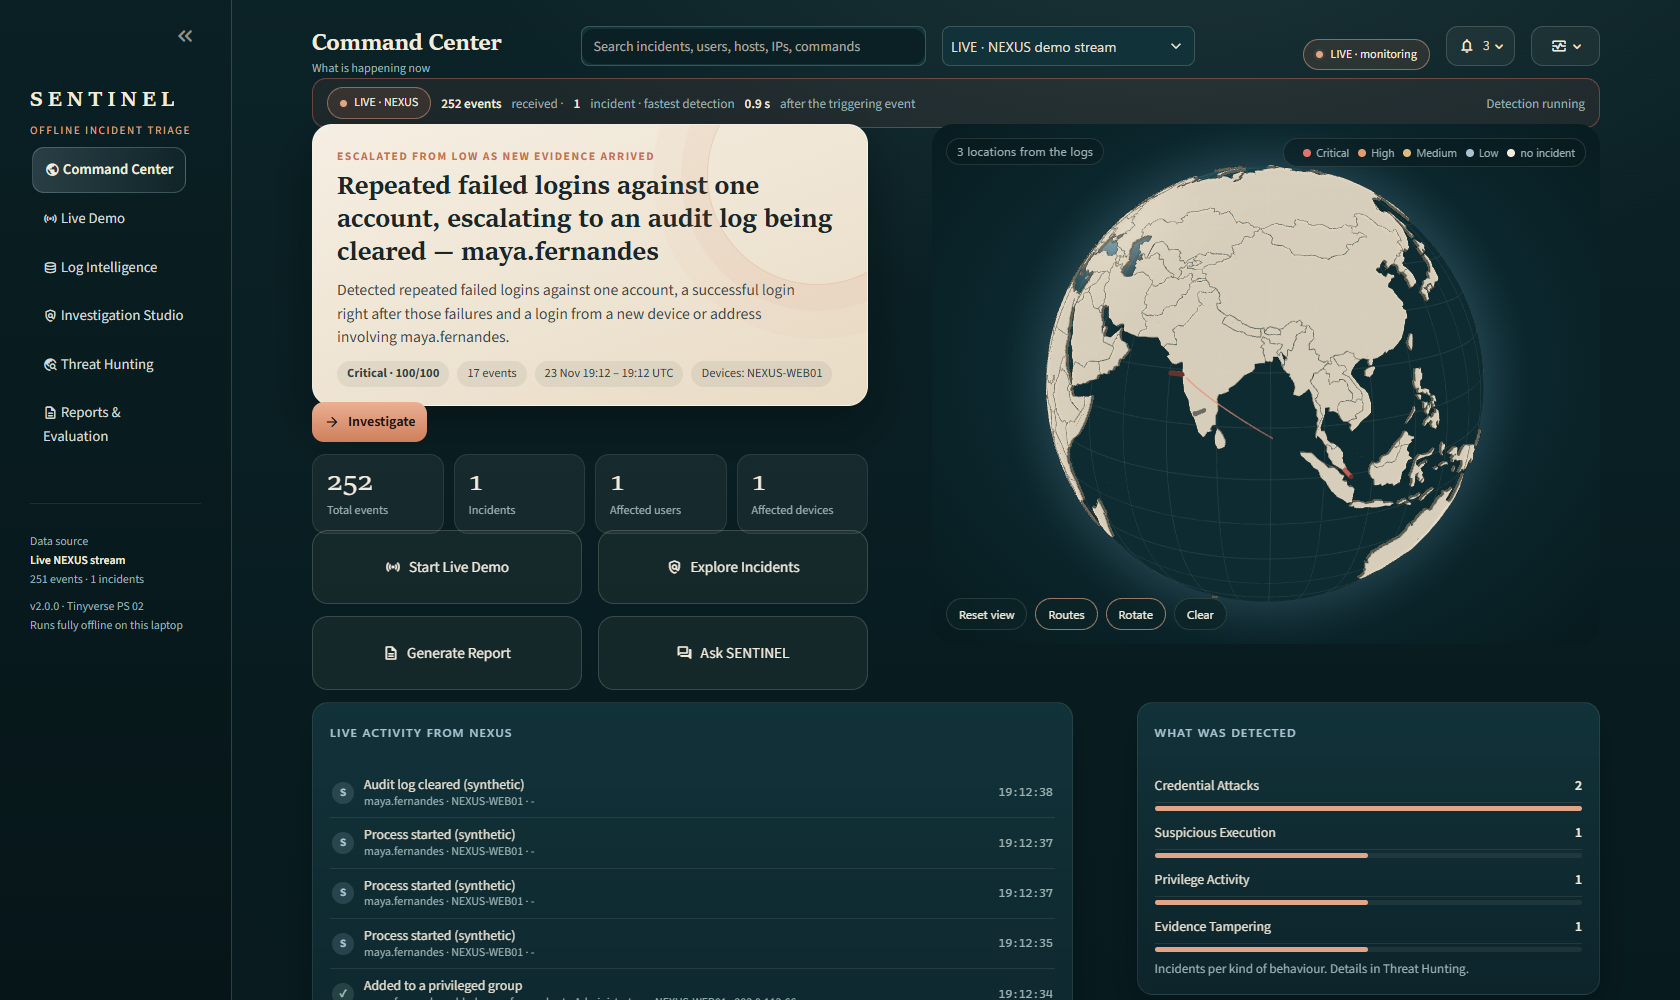 SENTINEL
OFFLINE INCIDENT TRIAGE
Command Center
Live Demo
Log Intelligence
Investigation Studio
Threat Hunting
Reports &
Evaluation
Data source
Live NEXUS stream
251 events · 1 incidents
v2.0.0 · Tinyverse PS 02
Runs fully offline on this laptop
Command Center
What is happening now
Search incidents, users, hosts, IPs, commands
LIVE · NEXUS demo stream
LIVE · monitoring
3
LIVE · NEXUS 252 events received · 1 incident · fastest detection 0.9 s after the triggering event Detection running
ESCALATED FROM LOW AS NEW EVIDENCE ARRIVED
Repeated failed logins against one
account, escalating to an audit log being
cleared — maya.fernandes
Detected repeated failed logins against one account, a successful login
right after those failures and a login from a new device or address
involving maya.fernandes.
Critical · 100/100 17 events 23 Nov 19:12 – 19:12 UTC Devices: NEXUS-WEB01
Investigate
3 locations from the logs
Critical High Medium Low no incident
Reset view Routes Rotate Clear
252 1 1 1
Total events Incidents Affected users Affected devices
Start Live Demo Explore Incidents
Generate Report Ask SENTINEL
LIVE ACTIVITY FROM NEXUS
S Audit log cleared (synthetic) 19:12:38
maya.fernandes · NEXUS-WEB01 · -
S Process started (synthetic) 19:12:37
maya.fernandes · NEXUS-WEB01 · -
S Process started (synthetic) 19:12:37
maya.fernandes · NEXUS-WEB01 · -
S Process started (synthetic) 19:12:35
maya.fernandes · NEXUS-WEB01 · -
Added to a privileged group 19:12:34
WHAT WAS DETECTED
Credential Attacks 2
Suspicious Execution 1
Privilege Activity 1
Evidence Tampering 1
Incidents per kind of behaviour. Details in Threat Hunting.